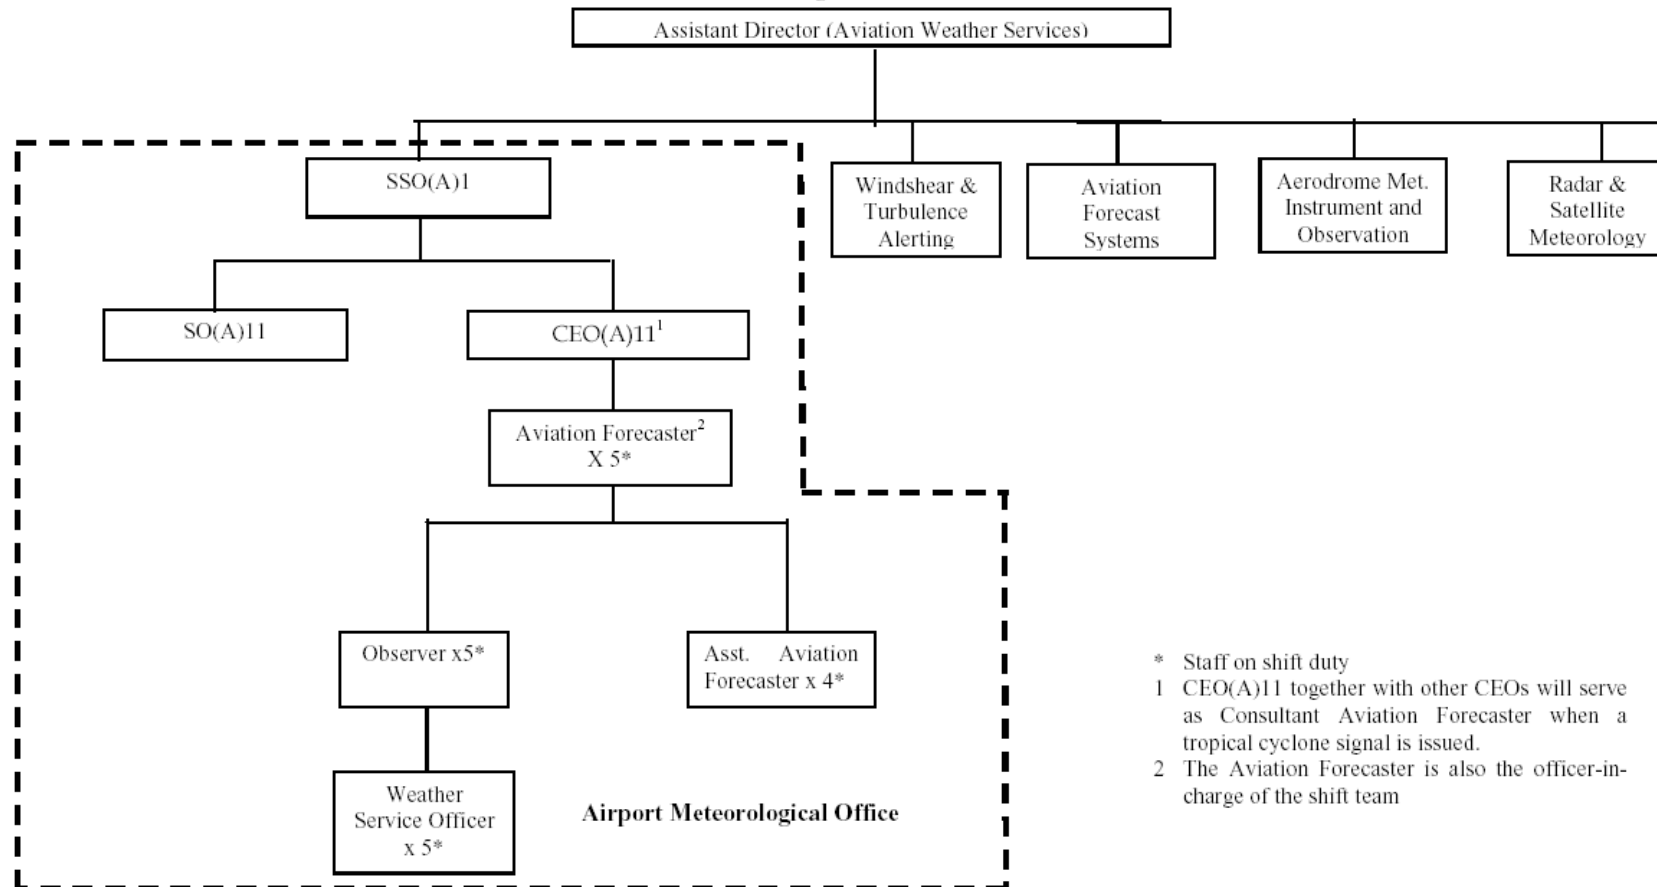 Assistant Director (Aviation Weather Services)
SSO(A)1
Windshear &
Turbulence
Alerting
Aviation
Forecast
Systems
Aerodrome Met.
Instrument and
Observation
Radar &
Satellite
Meteorology
SO(A)11
CEO(A)11¹
Aviation Forecaster²
X 5*
Observer x5*
Asst. Aviation
Forecaster x 4*
Weather
Service Officer
x 5*
Airport Meteorological Office
* Staff on shift duty
1 CEO(A)11 together with other CEOs will serve
as Consultant Aviation Forecaster when a
tropical cyclone signal is issued.
2 The Aviation Forecaster is also the officer-in-
charge of the shift team